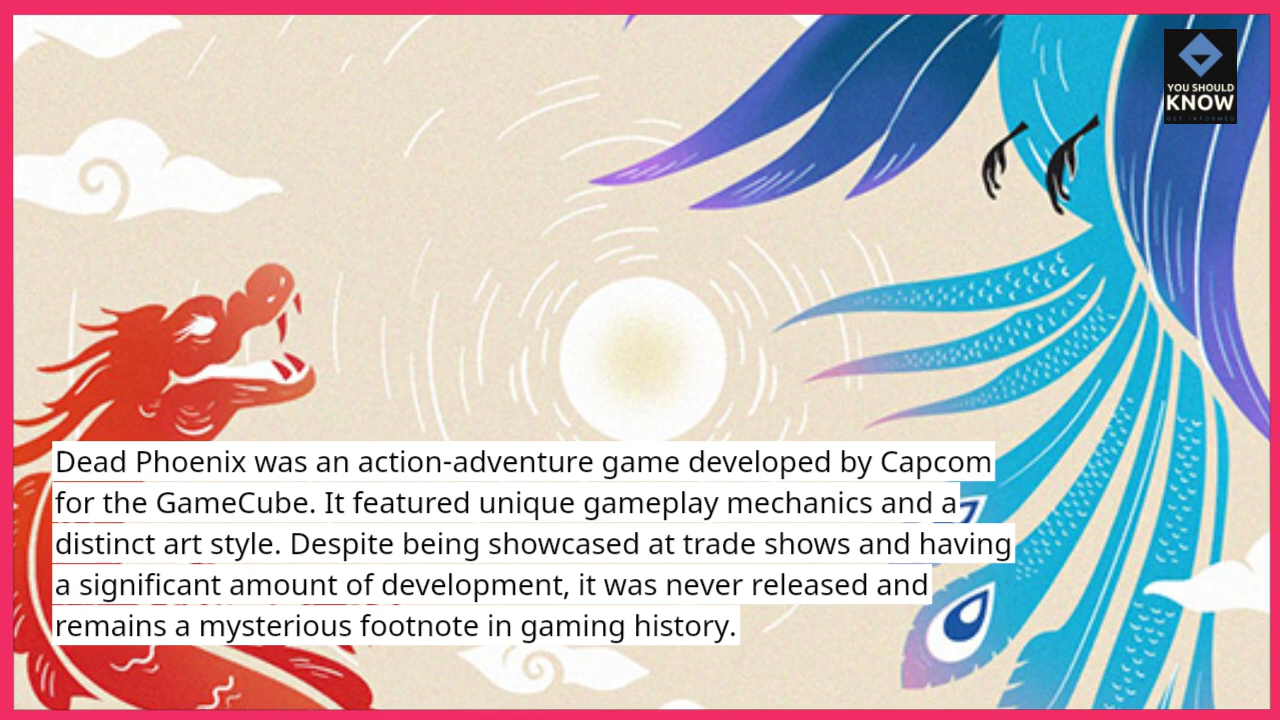 YOU SHOULD
KNOW
GET INFORMED
Dead Phoenix was an action-adventure game developed by Capcom
for the GameCube. It featured unique gameplay mechanics and a
distinct art style. Despite being showcased at trade shows and having
a significant amount of development, it was never released and
remains a mysterious footnote in gaming history.